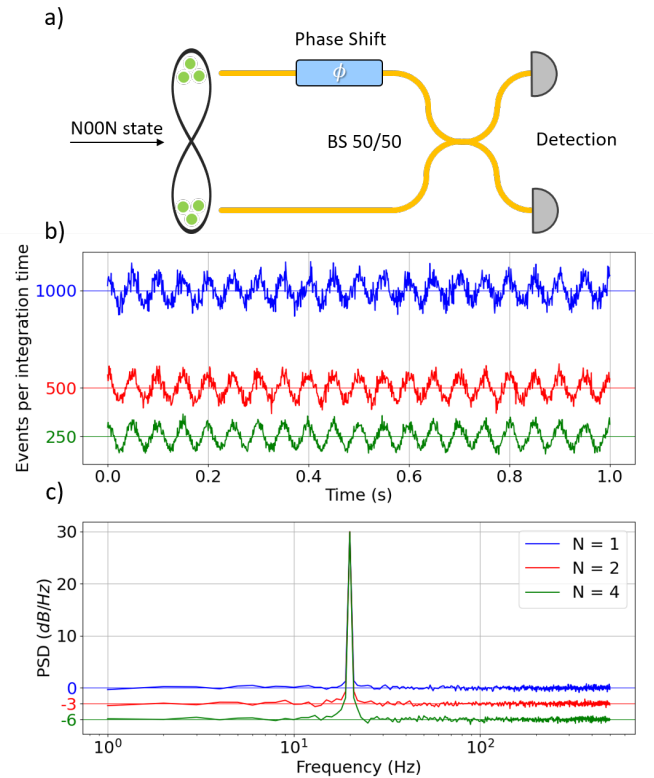 a)
Phase Shift
ϕ
N00N state
BS 50/50
Detection
b)
Events per integration time
1000
500
250
0.0 0.2 0.4 0.6 0.8 1.0
Time (s)
c)
PSD (dB/Hz)
30
20
10
0
-3
-6
N = 1
N = 2
N = 4
10⁰ 10¹ 10²
Frequency (Hz)